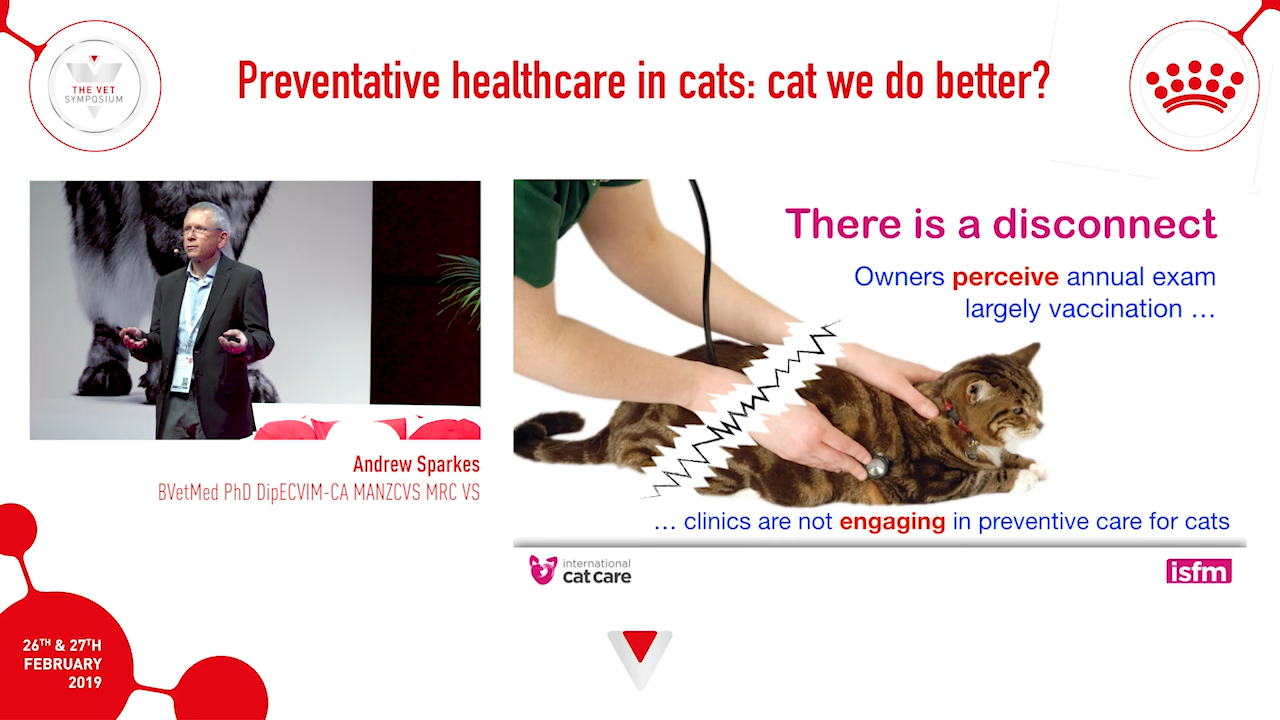 THE VET
SYMPOSIUM
Preventative healthcare in cats: cat we do better?
Andrew Sparkes
BVetMed PhD DipECVIM-CA MANZCVS MRC VS
There is a disconnect
Owners perceive annual exam
largely vaccination …
… clinics are not engaging in preventive care for cats
international
cat care
isfm
26TH & 27TH
FEBRUARY
2019